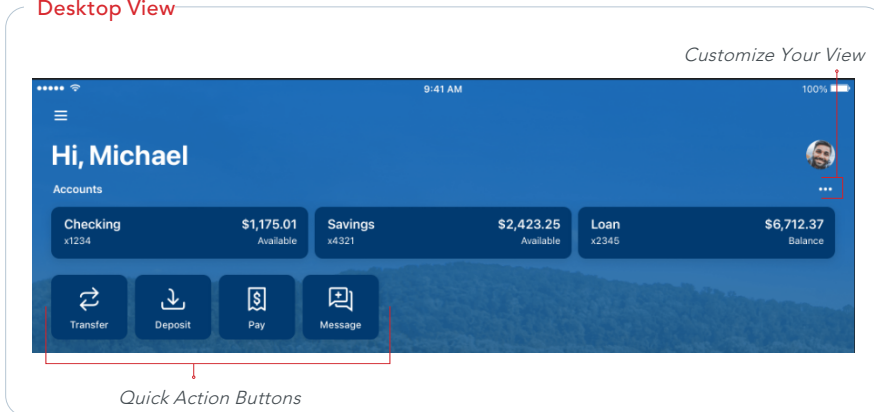 Desktop View
Customize Your View
9:41 AM
100%
Hi, Michael
Accounts
Checking $1,175.01
x1234 Available
Savings $2,423.25
x4321 Available
Loan $6,712.37
x2345 Balance
Transfer Deposit Pay Message
Quick Action Buttons